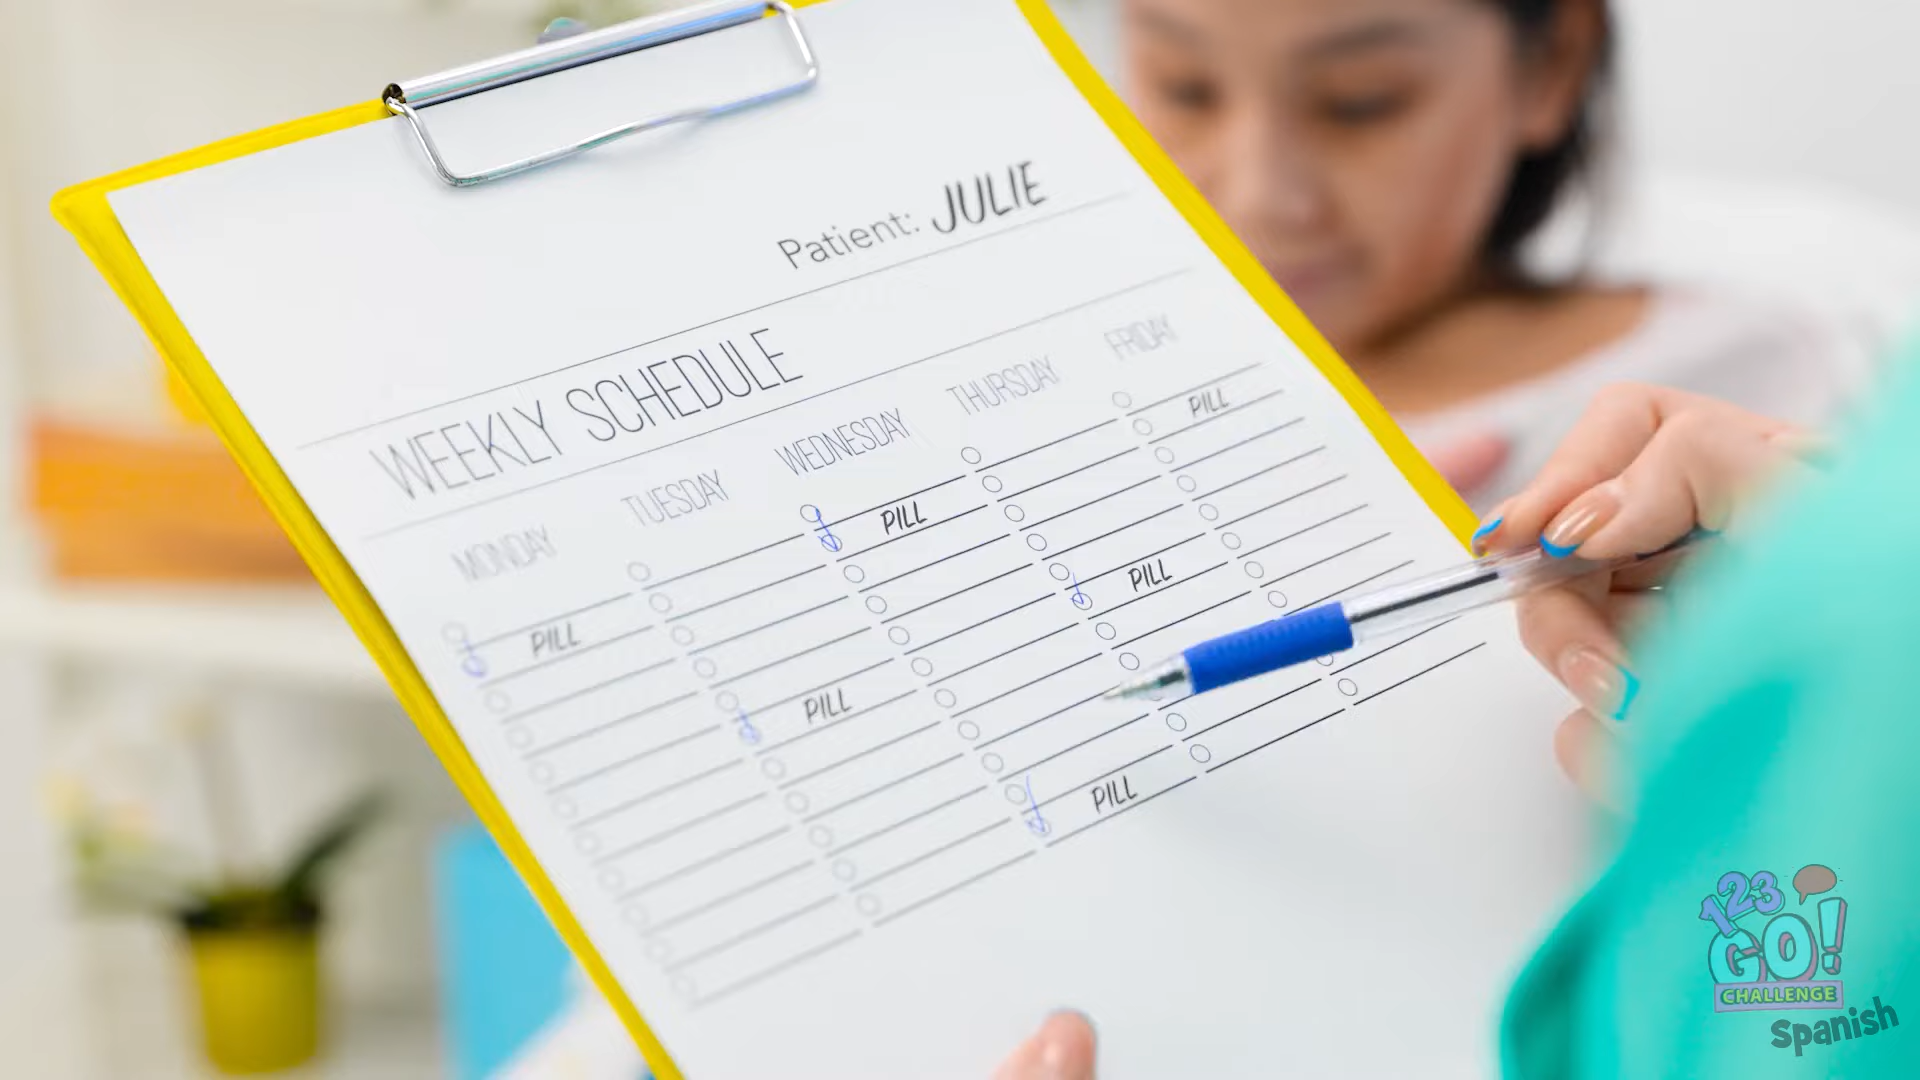 Patient: JULIE
WEEKLY SCHEDULE
MONDAY TUESDAY WEDNESDAY THURSDAY FRIDAY
PILL
PILL
PILL
PILL
PILL
PILL
123
GO!
CHALLENGE
Spanish